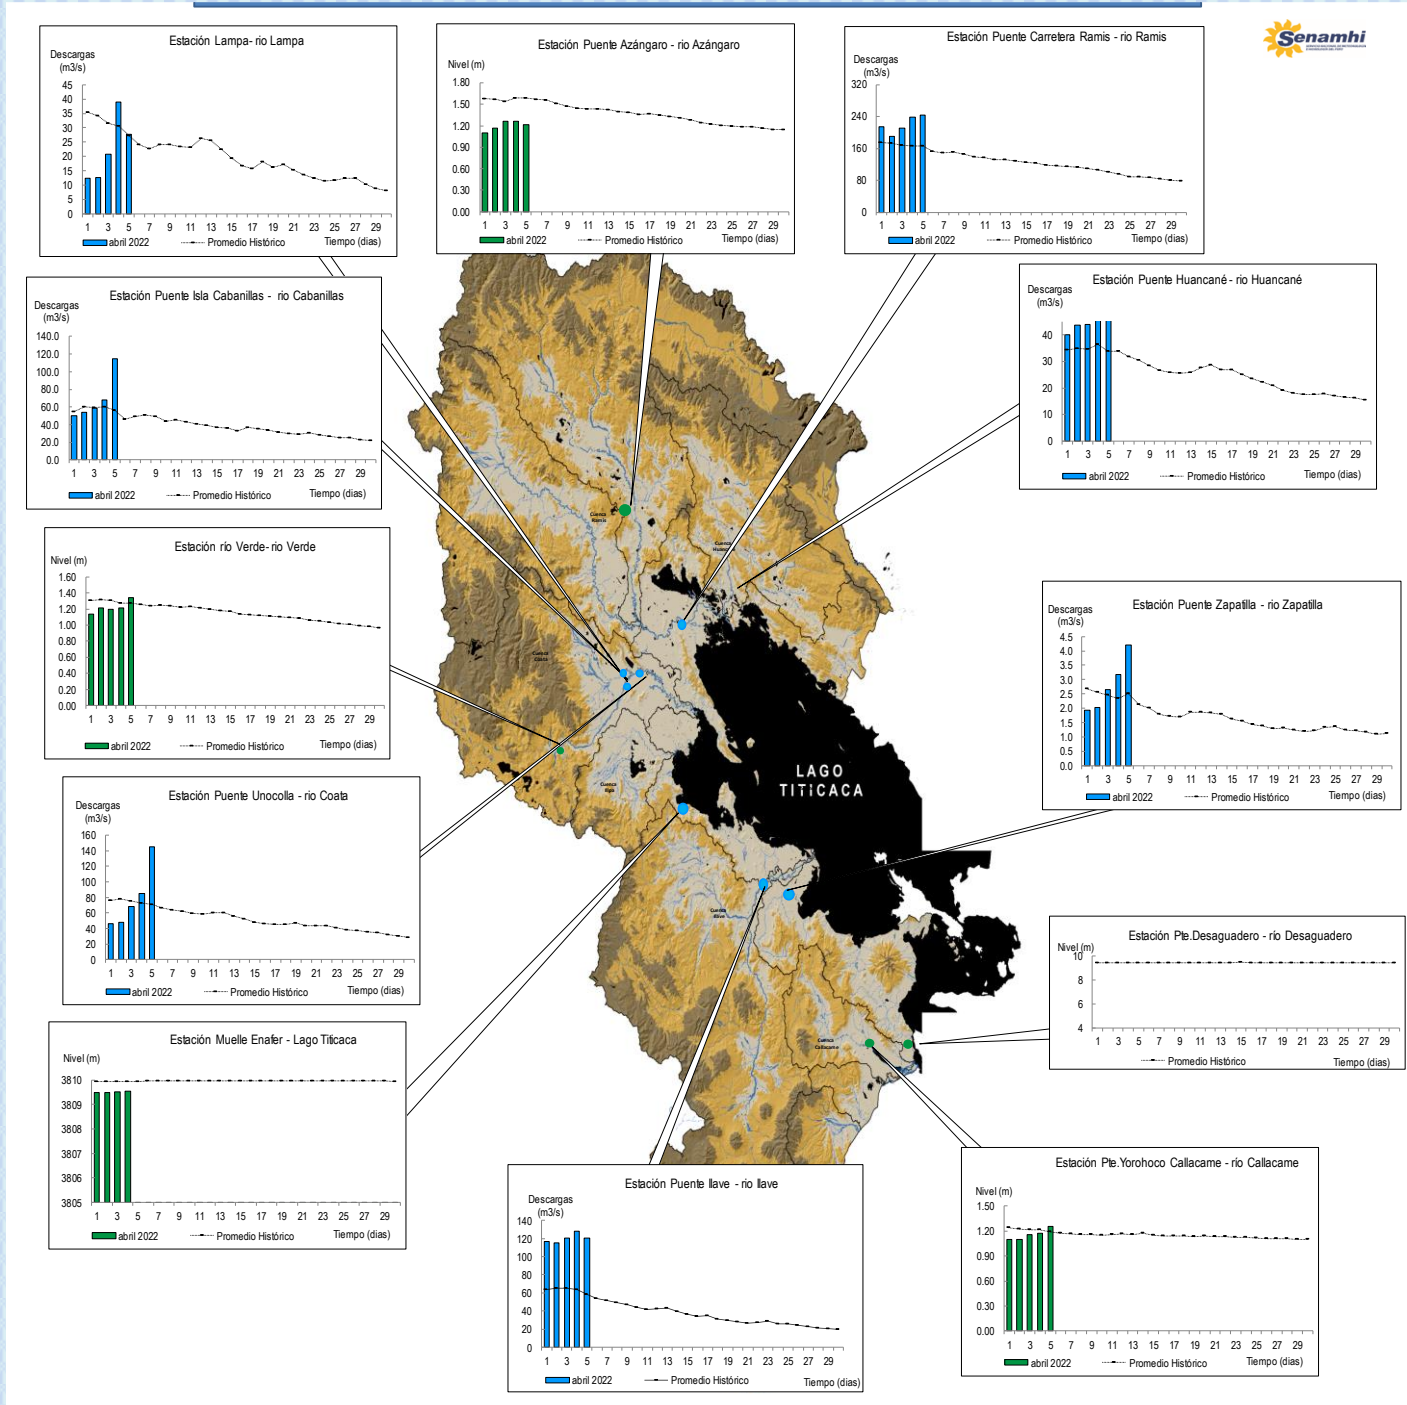 Estación Lampa- rio Lampa
Descargas
(m3/s)
45
40
35
30
25
20
15
10
5
0
1 3 5 7 9 11 13 15 17 19 21 23 25 27 29
abril 2022 Promedio Histórico Tiempo (dias)
Estación Puente Azángaro - rio Azángaro
Nivel (m)
1.80
1.50
1.20
0.90
0.60
0.30
0.00
1 3 5 7 9 11 13 15 17 19 21 23 25 27 29
abril 2022 Promedio Histórico Tiempo (dias)
Estación Puente Carretera Ramis - rio Ramis
Descargas
(m3/s)
320
240
160
80
0
1 3 5 7 9 11 13 15 17 19 21 23 25 27 29
abril 2022 Promedio Histórico Tiempo (dias)
Senamhi
Estación Puente Isla Cabanillas - rio Cabanillas
Descargas
(m3/s)
140.0
120.0
100.0
80.0
60.0
40.0
20.0
0.0
1 3 5 7 9 11 13 15 17 19 21 23 25 27 29
abril 2022 Promedio Histórico Tiempo (dias)
Estación Puente Huancané - rio Huancané
Descargas
(m3/s)
40
30
20
10
0
1 3 5 7 9 11 13 15 17 19 21 23 25 27 29
abril 2022 Promedio Histórico Tiempo (dias)
Estación río Verde- rio Verde
Nivel (m)
1.60
1.40
1.20
1.00
0.80
0.60
0.40
0.20
0.00
1 3 5 7 9 11 13 15 17 19 21 23 25 27 29
abril 2022 Promedio Histórico Tiempo (dias)
Cuenca
Ramis
Cuenca
Cuenca
Cuenca
Cuenca
Cuenca
Callacame
LAGO
TITICACA
Estación Puente Zapatilla - rio Zapatilla
Descargas
(m3/s)
4.5
4.0
3.5
3.0
2.5
2.0
1.5
1.0
0.5
0.0
1 3 5 7 9 11 13 15 17 19 21 23 25 27 29
abril 2022 Promedio Histórico Tiempo (dias)
Estación Puente Unocolla - rio Coata
Descargas
(m3/s)
160
140
120
100
80
60
40
20
0
1 3 5 7 9 11 13 15 17 19 21 23 25 27 29
abril 2022 Promedio Histórico Tiempo (dias)
Estación Pte.Desaguadero - río Desaguadero
Nivel (m)
10
8
6
4
1 3 5 7 9 11 13 15 17 19 21 23 25 27 29
Promedio Histórico Tiempo (dias)
Estación Muelle Enafer - Lago Titicaca
Nivel (m)
3810
3809
3808
3807
3806
3805
1 3 5 7 9 11 13 15 17 19 21 23 25 27 29
abril 2022 Promedio Histórico Tiempo (dias)
Estación Puente Ilave - rio Ilave
Descargas
(m3/s)
140
120
100
80
60
40
20
0
1 3 5 7 9 11 13 15 17 19 21 23 25 27 29
abril 2022 Promedio Histórico Tiempo (dias)
Estación Pte.Yorohoco Callacame - río Callacame
Nivel (m)
1.50
1.20
0.90
0.60
0.30
0.00
1 3 5 7 9 11 13 15 17 19 21 23 25 27 29
abril 2022 Promedio Histórico Tiempo (dias)